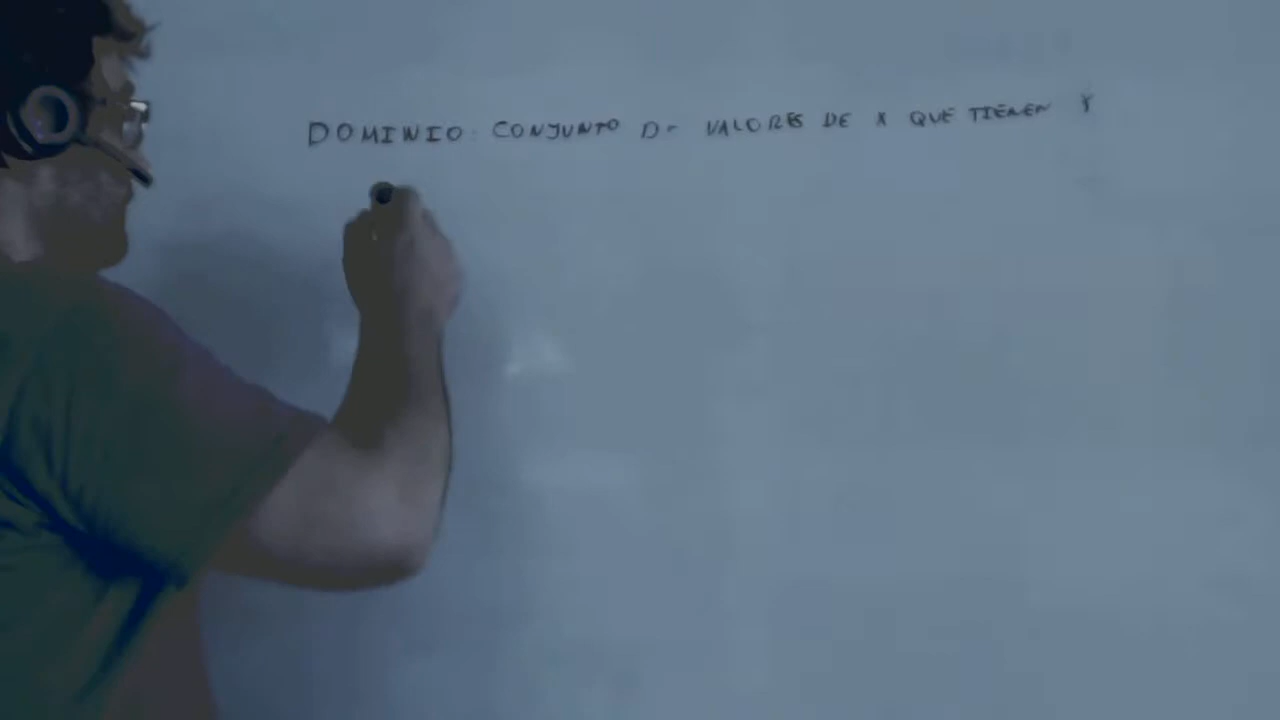 DOMINIO: CONJUNTO DE VALORES DE X QUE TIENEN Y